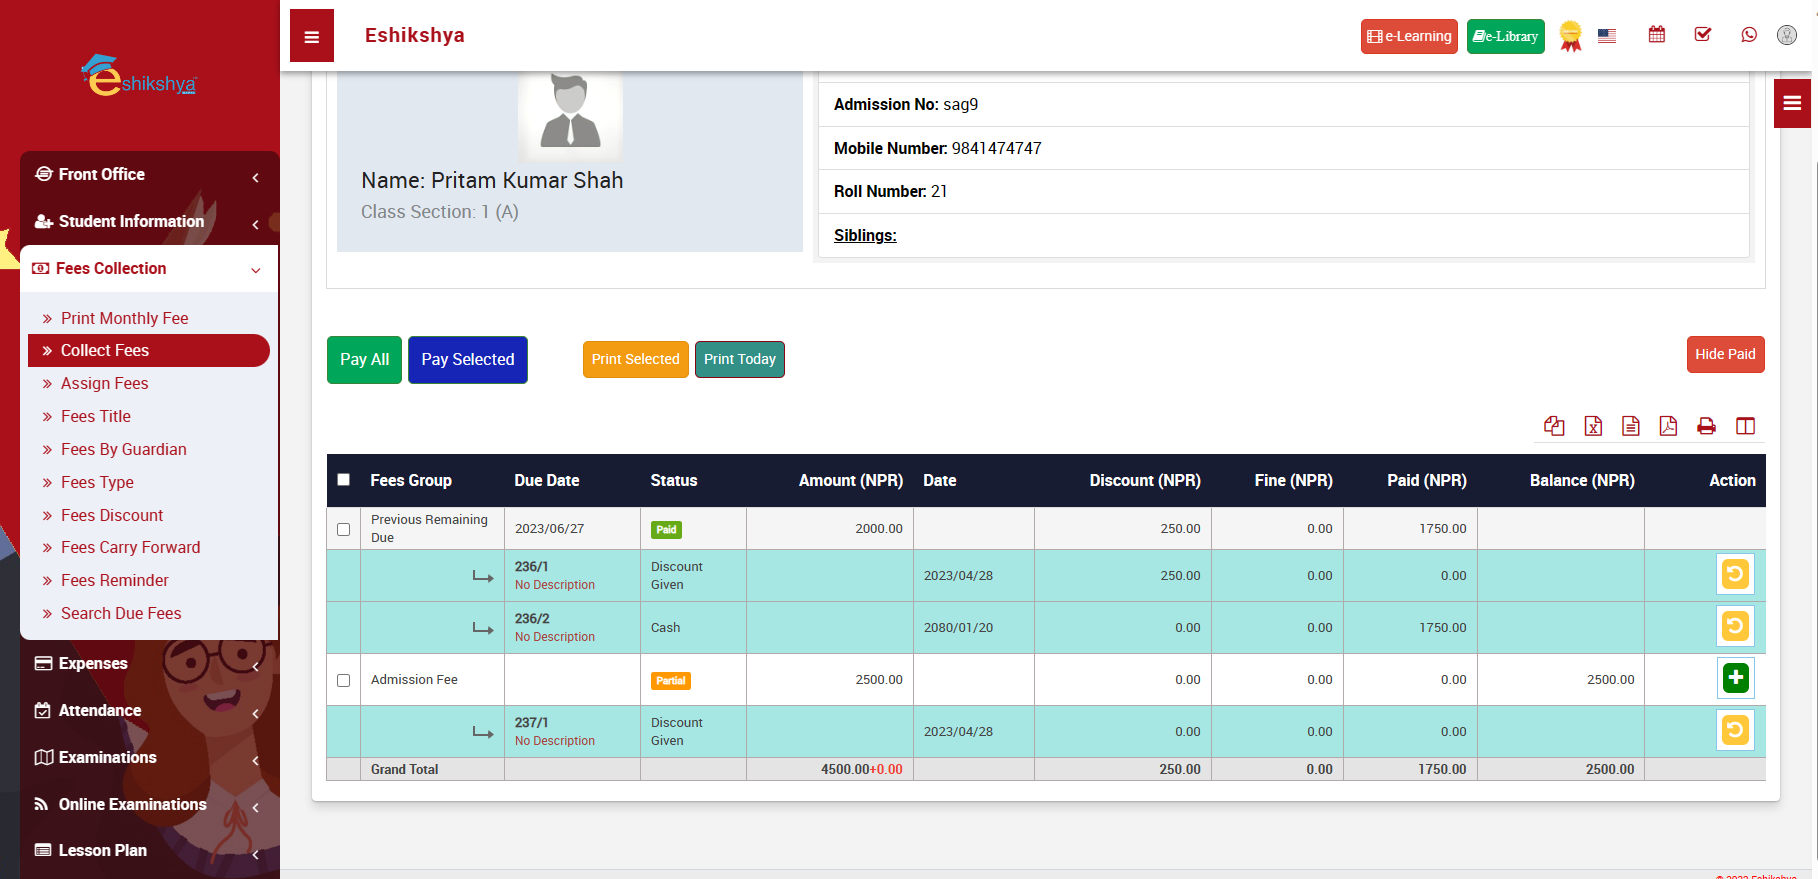 Eshikshya
e-Learning
e-Library
eshikshya
Front Office
Student Information
Fees Collection
Print Monthly Fee
Collect Fees
Assign Fees
Fees Title
Fees By Guardian
Fees Type
Fees Discount
Fees Carry Forward
Fees Reminder
Search Due Fees
Expenses
Attendance
Examinations
Online Examinations
Lesson Plan
Name: Pritam Kumar Shah
Class Section: 1 (A)
Admission No: sag9
Mobile Number: 9841474747
Roll Number: 21
Siblings:
Pay All Pay Selected Print Selected Print Today Hide Paid
Fees Group Due Date Status Amount (NPR) Date Discount (NPR) Fine (NPR) Paid (NPR) Balance (NPR) Action
Previous Remaining
Due 2023/06/27 Paid 2000.00 250.00 0.00 1750.00
236/1 Discount
No Description Given 2023/04/28 250.00 0.00 0.00
236/2
No Description Cash 2080/01/20 0.00 0.00 1750.00
Admission Fee Partial 2500.00 0.00 0.00 0.00 2500.00
237/1 Discount
No Description Given 2023/04/28 0.00 0.00 0.00
Grand Total 4500.00+0.00 250.00 0.00 1750.00 2500.00